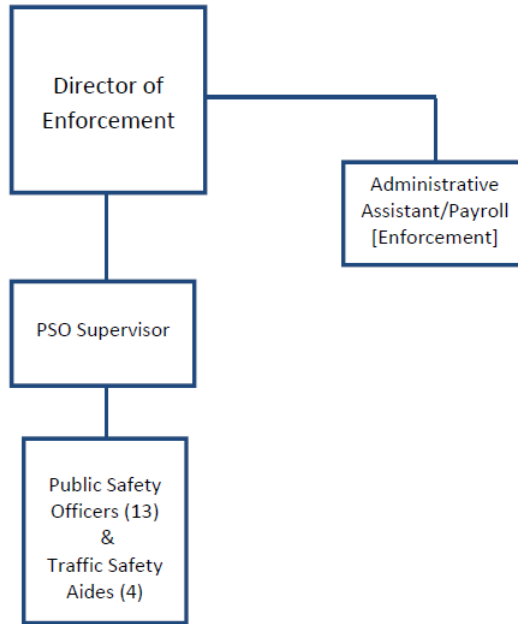 Director of
Enforcement
Administrative
Assistant/Payroll
[Enforcement]
PSO Supervisor
Public Safety
Officers (13)
&
Traffic Safety
Aides (4)